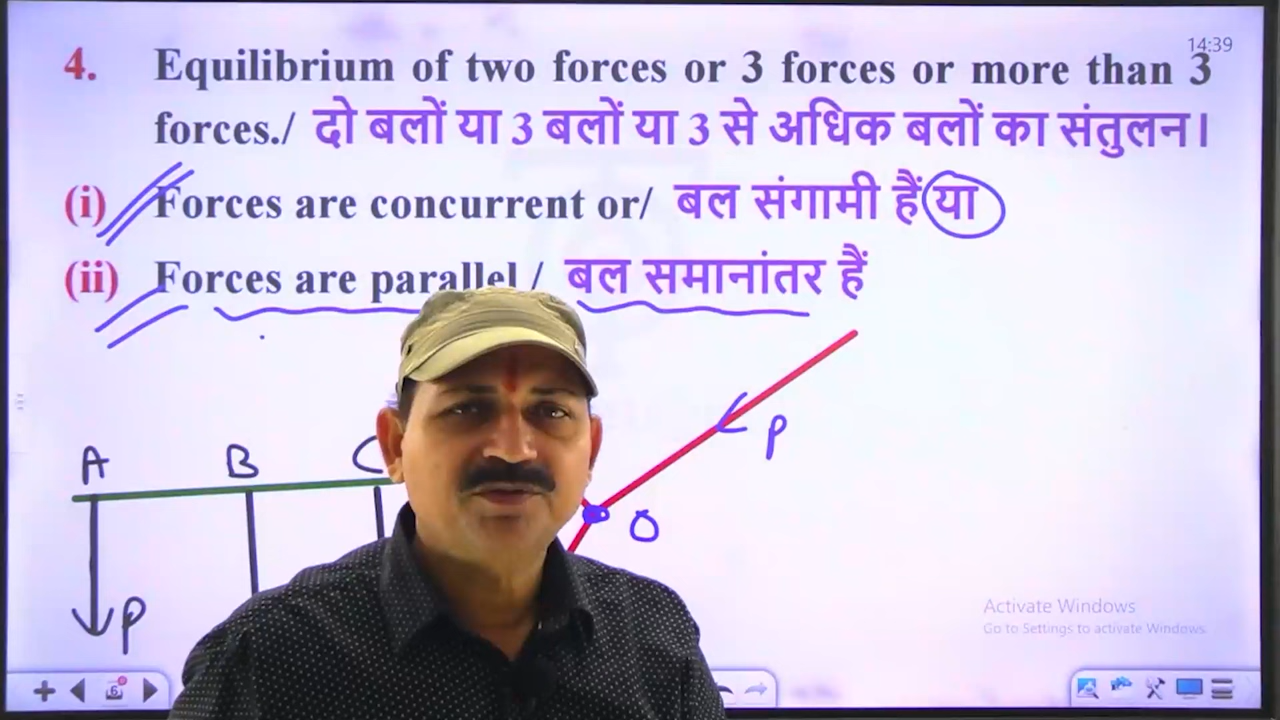 14:39
4. Equilibrium of two forces or 3 forces or more than 3
forces./ दो बलों या 3 बलों या 3 से अधिक बलों का संतुलन।
(i) Forces are concurrent or/ बल संगामी हैं या
(ii) Forces are parallel / बल समानांतर हैं
A B C
P
O
P
Activate Windows
Go to Settings to activate Windows.